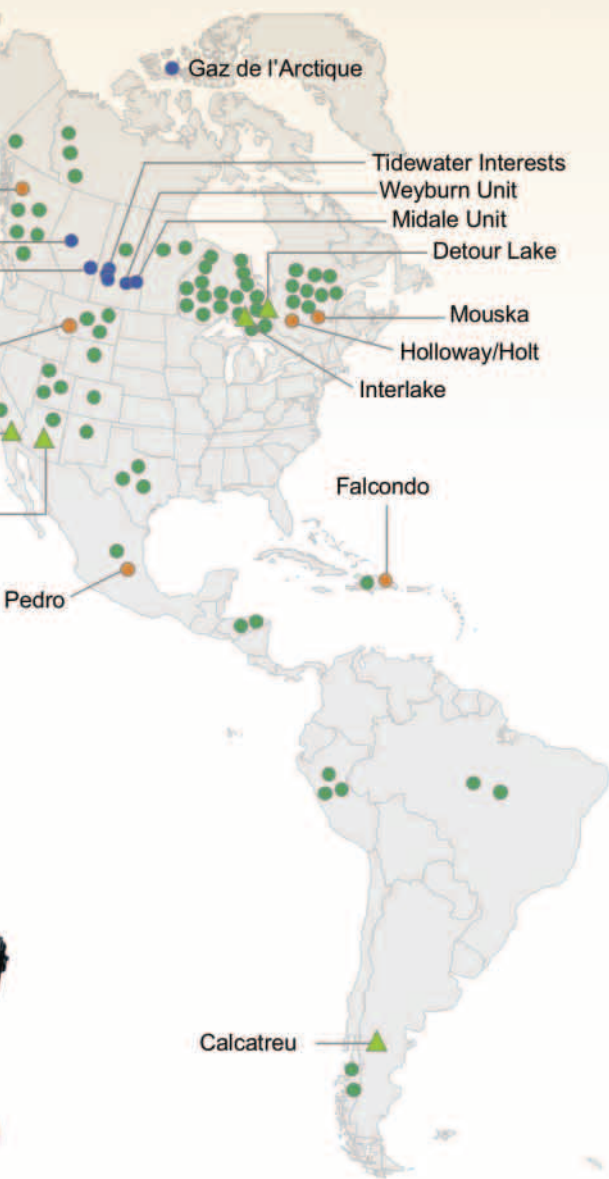 Gaz de l'Arctique
Tidewater Interests
Weyburn Unit
Midale Unit
Detour Lake
Mouska
Holloway/Holt
Interlake
Falcondo
Pedro
Calcatreu